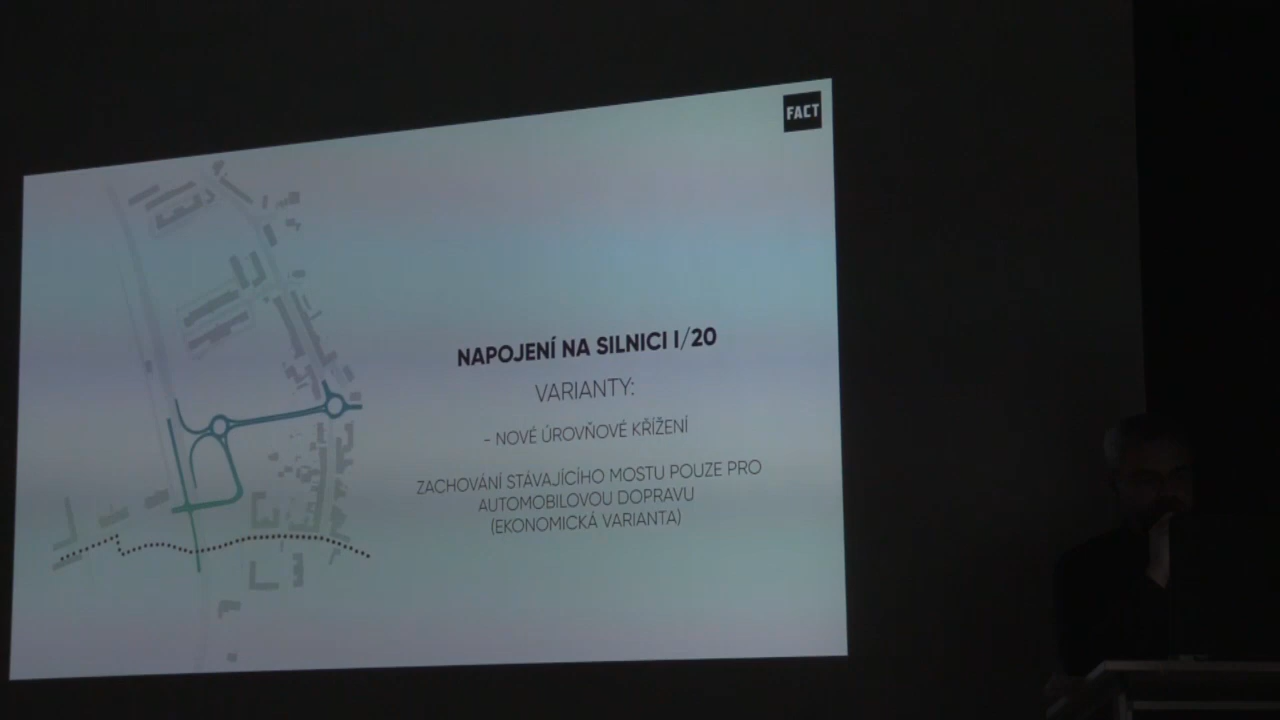 FACT
NAPOJENÍ NA SILNICI I/20
VARIANTY:
- NOVÉ ÚROVŇOVÉ KŘÍŽENÍ
ZACHOVÁNÍ STÁVAJÍCÍHO MOSTU POUZE PRO
AUTOMOBILOVOU DOPRAVU
(EKONOMICKÁ VARIANTA)